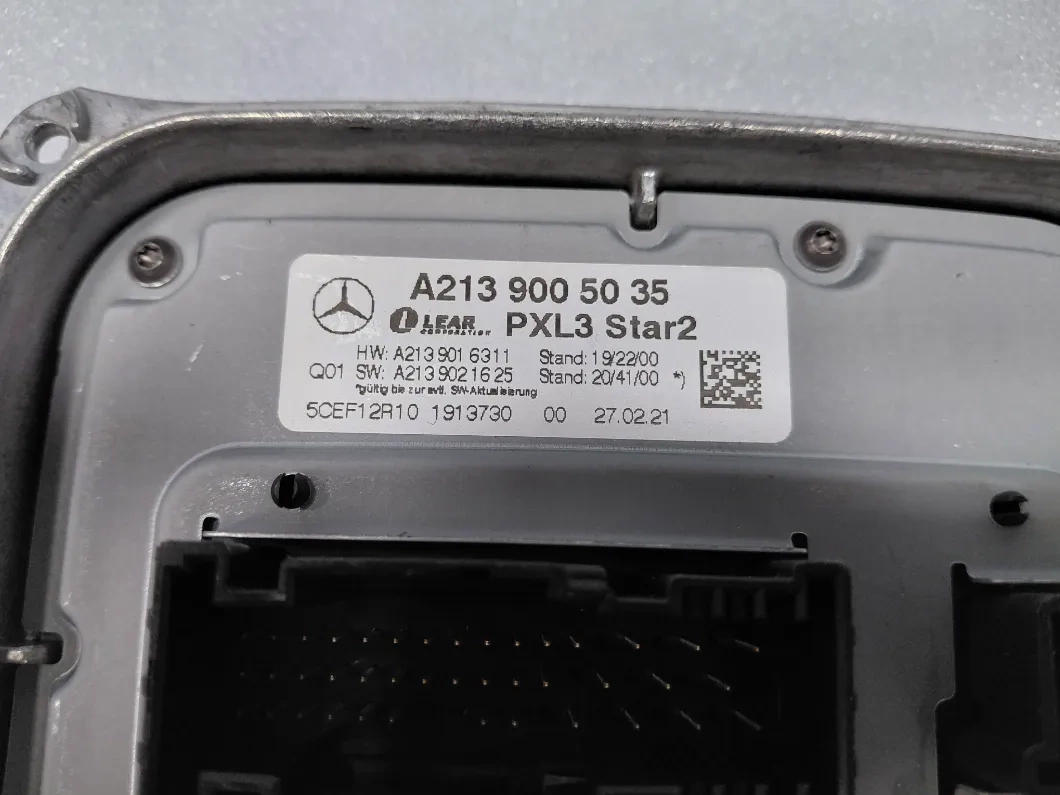 A213 900 50 35
LEAR CORPORATION PXL3 Star2
HW: A213 901 6311 Stand: 19/22/00
Q01 SW: A213 902 16 25 Stand: 20/41/00 *)
*gültig bis zur evtl. SW-Aktualisierung
5CEF12R10 1913730 00 27.02.21